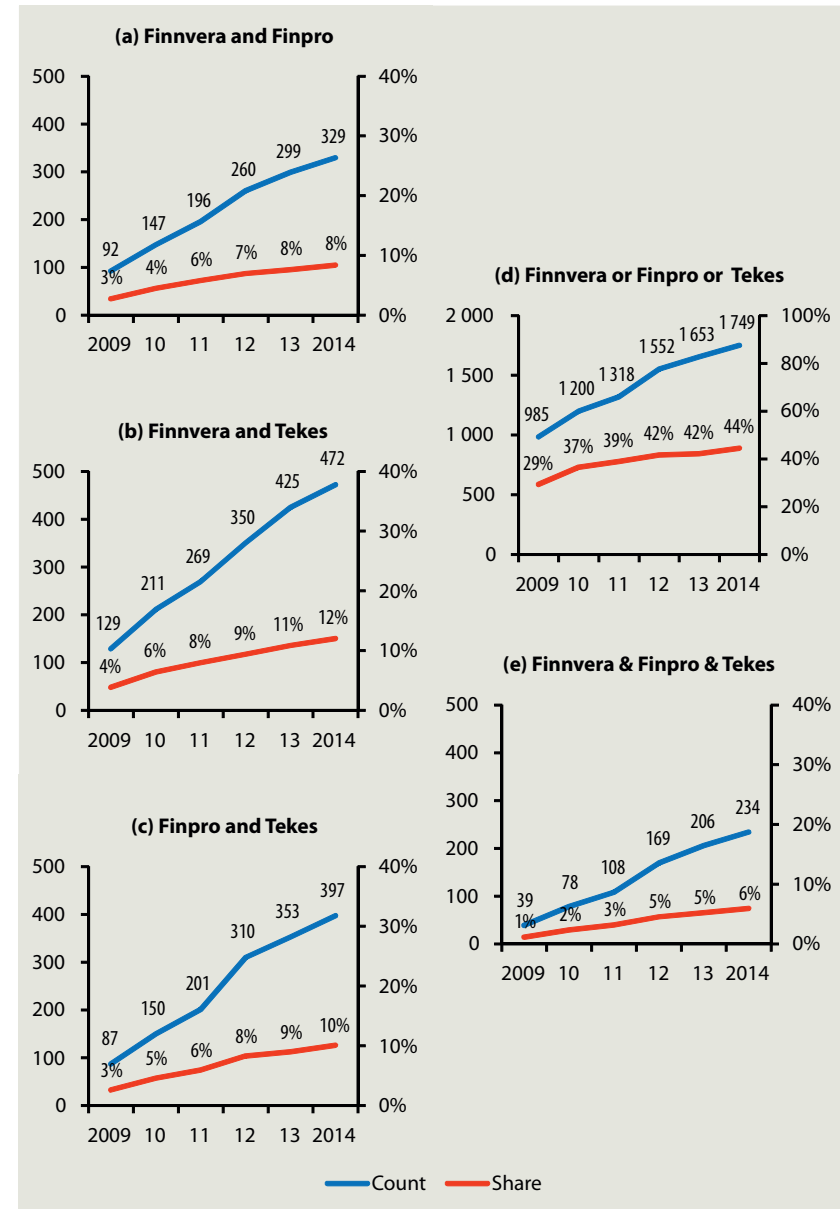 (a) Finnvera and Finpro
500 40%
400 30%
300 20%
200 10%
100 0%
0
92 147 196 260 299 329
3% 4% 6% 7% 8% 8%
2009 10 11 12 13 2014
(b) Finnvera and Tekes
500 40%
400 30%
300 20%
200 10%
100 0%
0
129 211 269 350 425 472
4% 6% 8% 9% 11% 12%
2009 10 11 12 13 2014
(c) Finpro and Tekes
500 40%
400 30%
300 20%
200 10%
100 0%
0
87 150 201 310 353 397
3% 5% 6% 8% 9% 10%
2009 10 11 12 13 2014
(d) Finnvera or Finpro or Tekes
2 000 100%
1 500 80%
1 000 60%
500 40%
0 20%
0%
985 1 200 1 318 1 552 1 653 1 749
29% 37% 39% 42% 42% 44%
2009 10 11 12 13 2014
(e) Finnvera & Finpro & Tekes
500 40%
400 30%
300 20%
200 10%
100 0%
0
39 78 108 169 206 234
1% 2% 3% 5% 5% 6%
2009 10 11 12 13 2014
Count Share